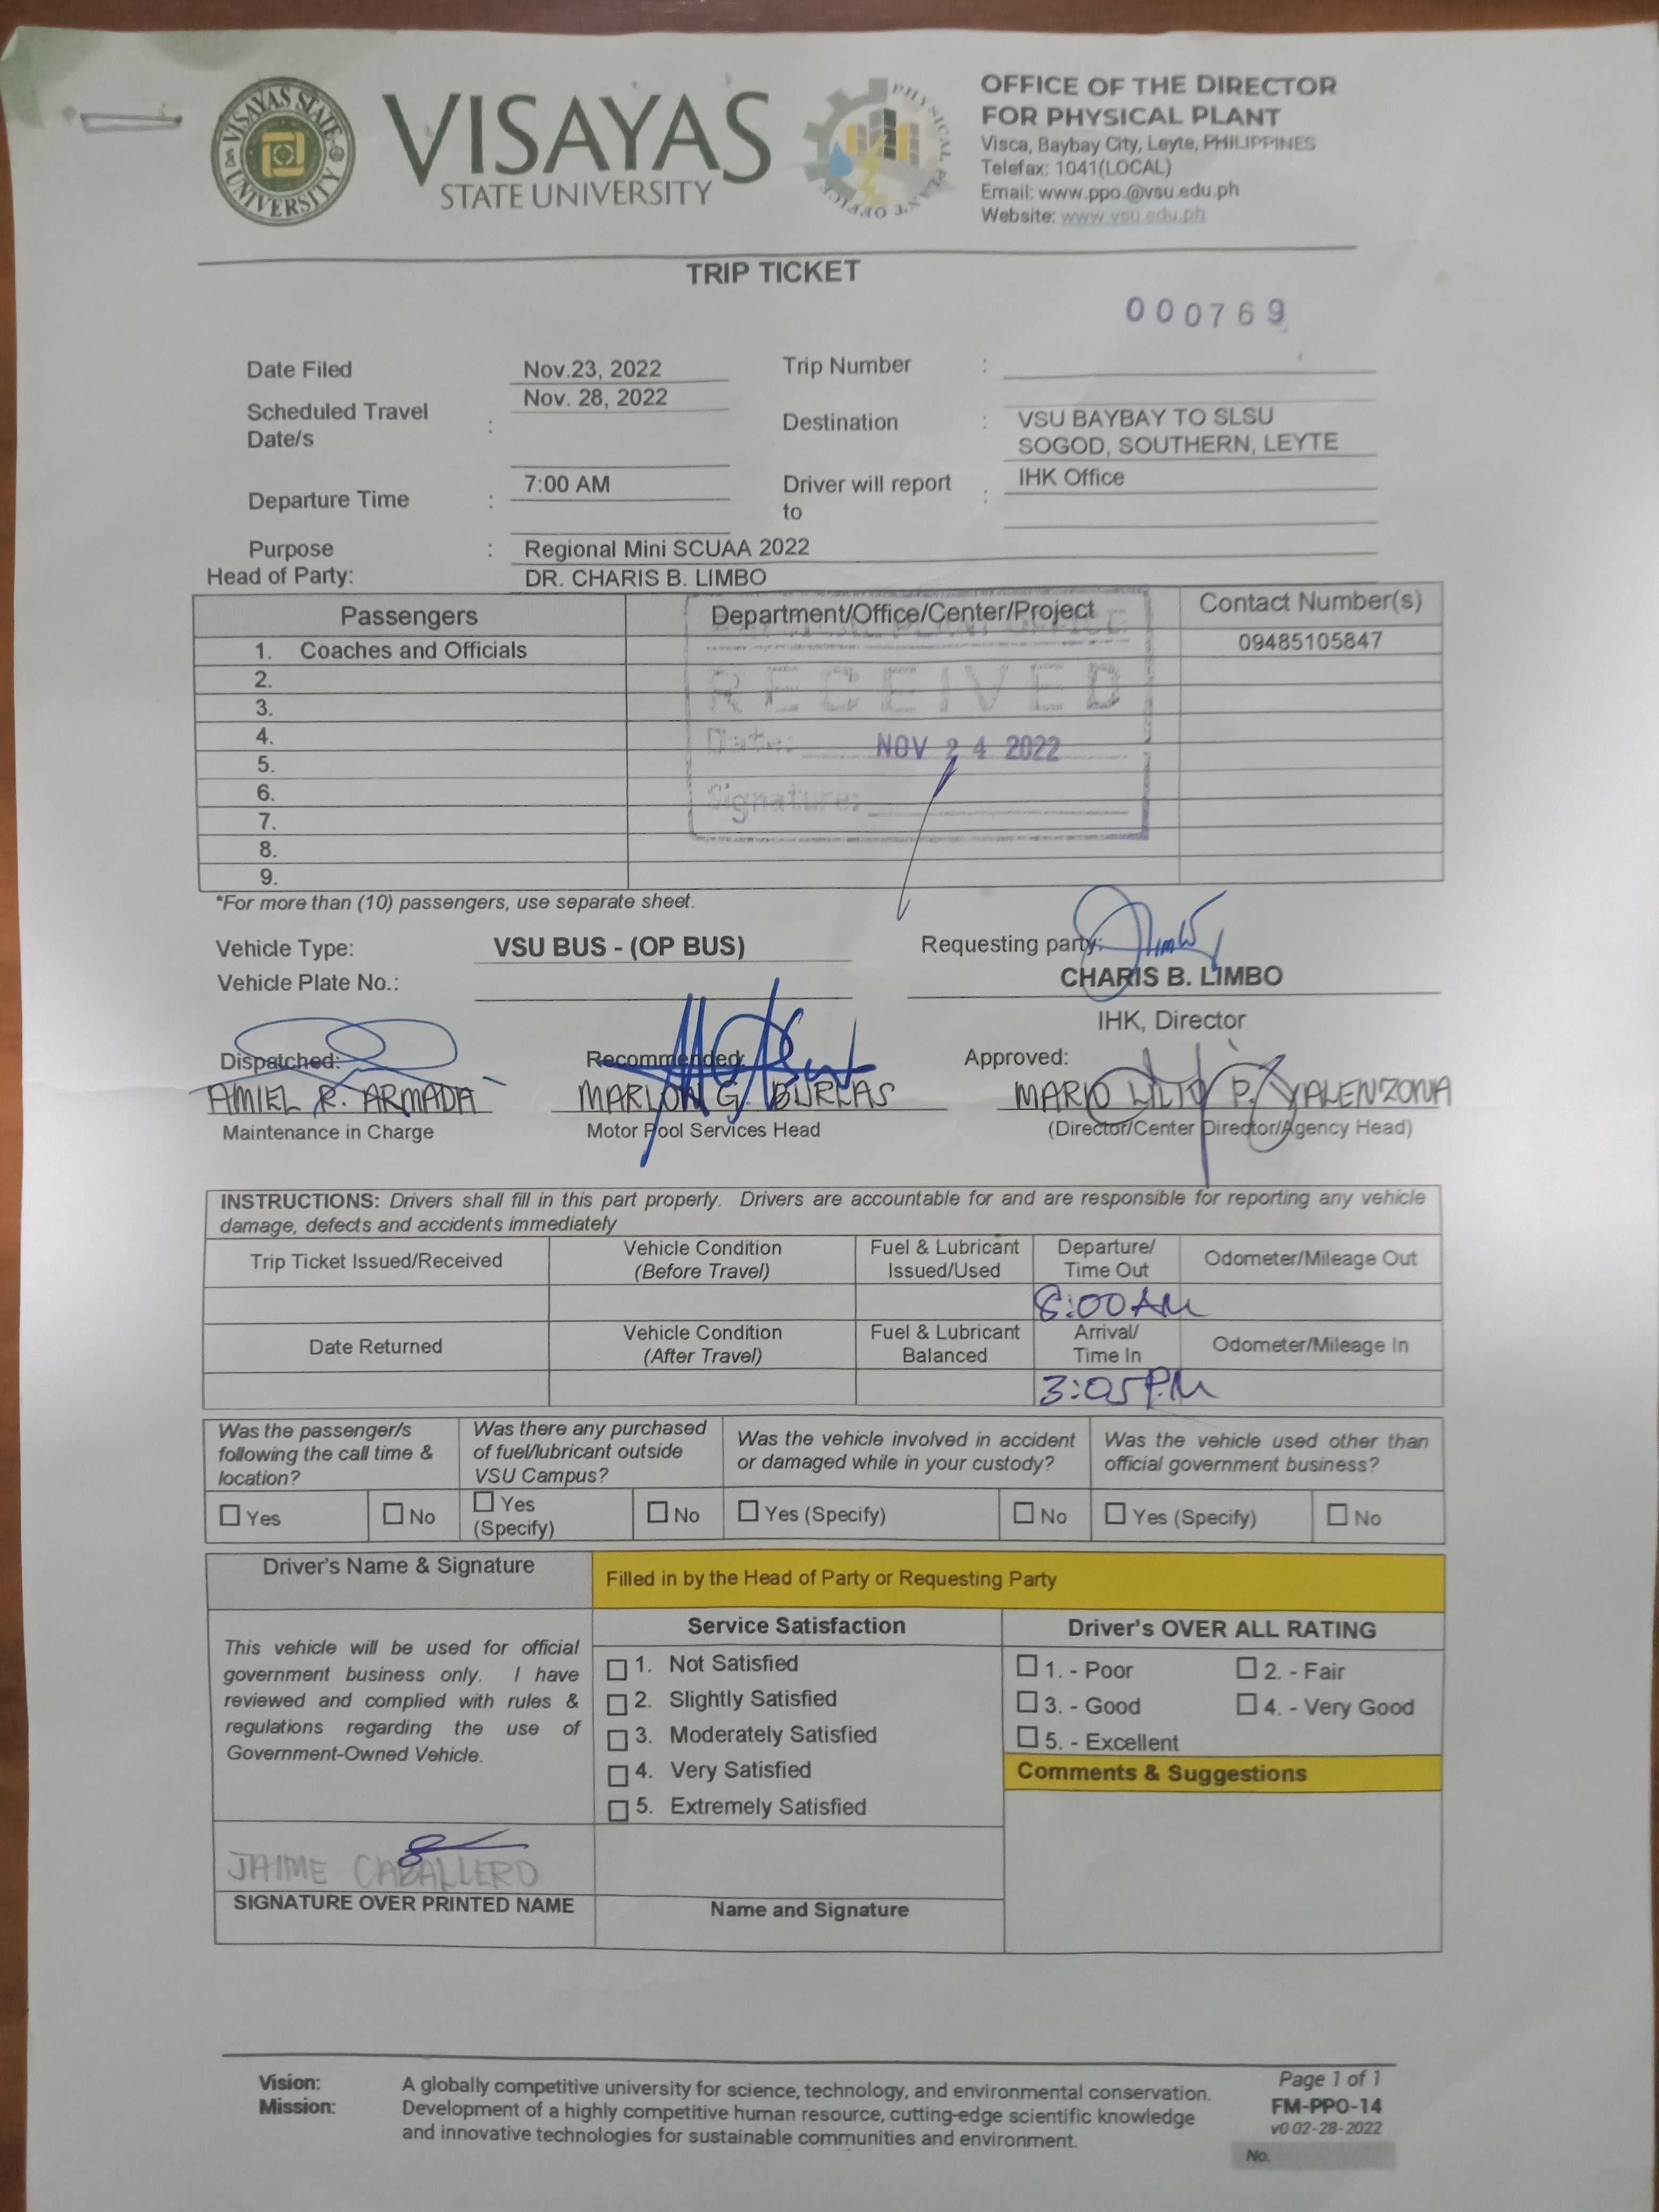 VISAYAS STATE UNIVERSITY
VISAYAS
STATE UNIVERSITY
PHYSICAL PLANT OFFICE
OFFICE OF THE DIRECTOR
FOR PHYSICAL PLANT
Visca, Baybay City, Leyte, PHILIPPINES
Telefax: 1041(LOCAL)
Email: www.ppo.@vsu.edu.ph
Website: www.vsu.edu.ph
TRIP TICKET
000769
Date Filed Nov.23, 2022 Trip Number :
Scheduled Travel Date/s : Nov. 28, 2022 Destination : VSU BAYBAY TO SLSU
SOGOD, SOUTHERN, LEYTE
Departure Time : 7:00 AM Driver will report to : IHK Office
Purpose : Regional Mini SCUAA 2022
Head of Party: DR. CHARIS B. LIMBO
Passengers Department/Office/Center/Project Contact Number(s)
1. Coaches and Officials 09485105847
2.
3.
4.
5.
6.
7.
8.
9.
RECEIVED
Date: NOV 24 2022
Signature:
*For more than (10) passengers, use separate sheet.
Vehicle Type: VSU BUS - (OP BUS) Requesting party:
Vehicle Plate No.: CHARIS B. LIMBO
IHK, Director
Dispatched: Recommended: Approved:
AMIEL R. ARMADA MARLON G. BURLAS MARIO LILIO P. VALENZONA
Maintenance in Charge Motor Pool Services Head (Director/Center Director/Agency Head)
INSTRUCTIONS: Drivers shall fill in this part properly. Drivers are accountable for and are responsible for reporting any vehicle
damage, defects and accidents immediately
Trip Ticket Issued/Received Vehicle Condition (Before Travel) Fuel & Lubricant Issued/Used Departure/ Time Out Odometer/Mileage Out
8:00AM
Date Returned Vehicle Condition (After Travel) Fuel & Lubricant Balanced Arrival/ Time In Odometer/Mileage In
3:05PM
Was the passenger/s following the call time & location? Was there any purchased of fuel/lubricant outside VSU Campus? Was the vehicle involved in accident or damaged while in your custody? Was the vehicle used other than official government business?
Yes No Yes (Specify) No Yes (Specify) No Yes (Specify) No
Driver's Name & Signature Filled in by the Head of Party or Requesting Party
Service Satisfaction Driver's OVER ALL RATING
This vehicle will be used for official
government business only. I have
reviewed and complied with rules &
regulations regarding the use of
Government-Owned Vehicle.
1. Not Satisfied
2. Slightly Satisfied
3. Moderately Satisfied
4. Very Satisfied
5. Extremely Satisfied
1. - Poor 2. - Fair
3. - Good 4. - Very Good
5. - Excellent
Comments & Suggestions
JAIME CABALLERO
SIGNATURE OVER PRINTED NAME Name and Signature
Vision: A globally competitive university for science, technology, and environmental conservation.
Mission: Development of a highly competitive human resource, cutting-edge scientific knowledge
and innovative technologies for sustainable communities and environment.
Page 1 of 1
FM-PPO-14
v0 02-28-2022
No.